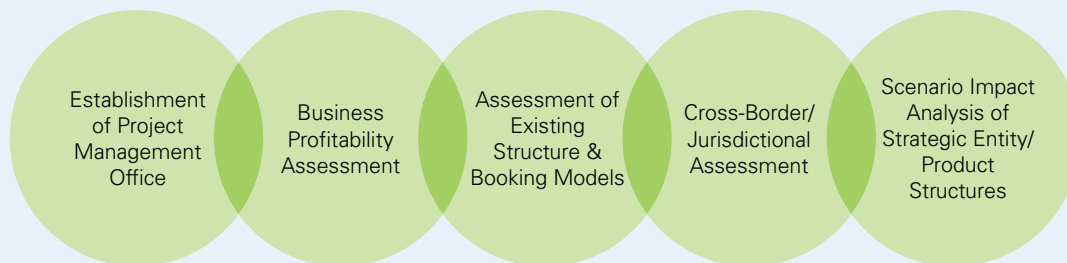 Establishment
of Project
Management
Office
Business
Profitability
Assessment
Assessment of
Existing
Structure &
Booking Models
Cross-Border/
Jurisdictional
Assessment
Scenario Impact
Analysis of
Strategic Entity/
Product
Structures